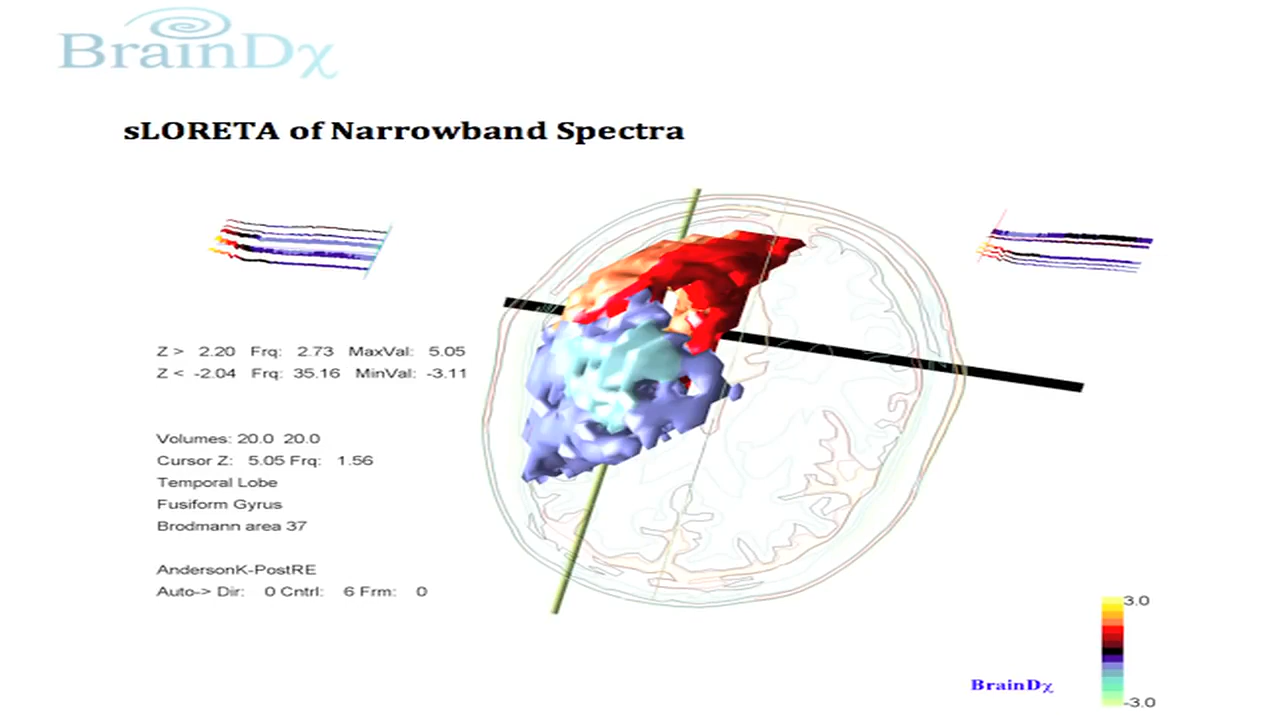 BrainDχ
sLORETA of Narrowband Spectra
Z > 2.20 Frq: 2.73 MaxVal: 5.05
Z < -2.04 Frq: 35.16 MinVal: -3.11
Volumes: 20.0 20.0
Cursor Z: 5.05 Frq: 1.56
Temporal Lobe
Fusiform Gyrus
Brodmann area 37
AndersonK-PostRE
Auto-> Dir: 0 Cntrl: 6 Frm: 0
3.0
BrainDχ
-3.0